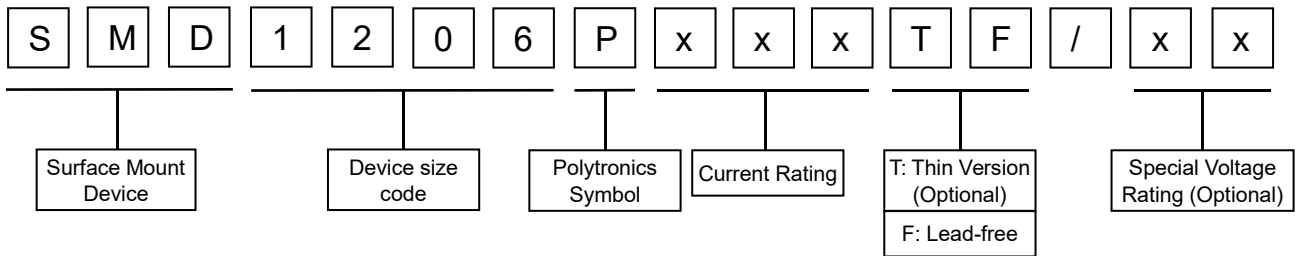 S M D 1 2 0 6 P x x x T F / x x
Surface Mount
Device
Device size
code
Polytronics
Symbol
Current Rating
T: Thin Version
(Optional)
F: Lead-free
Special Voltage
Rating (Optional)